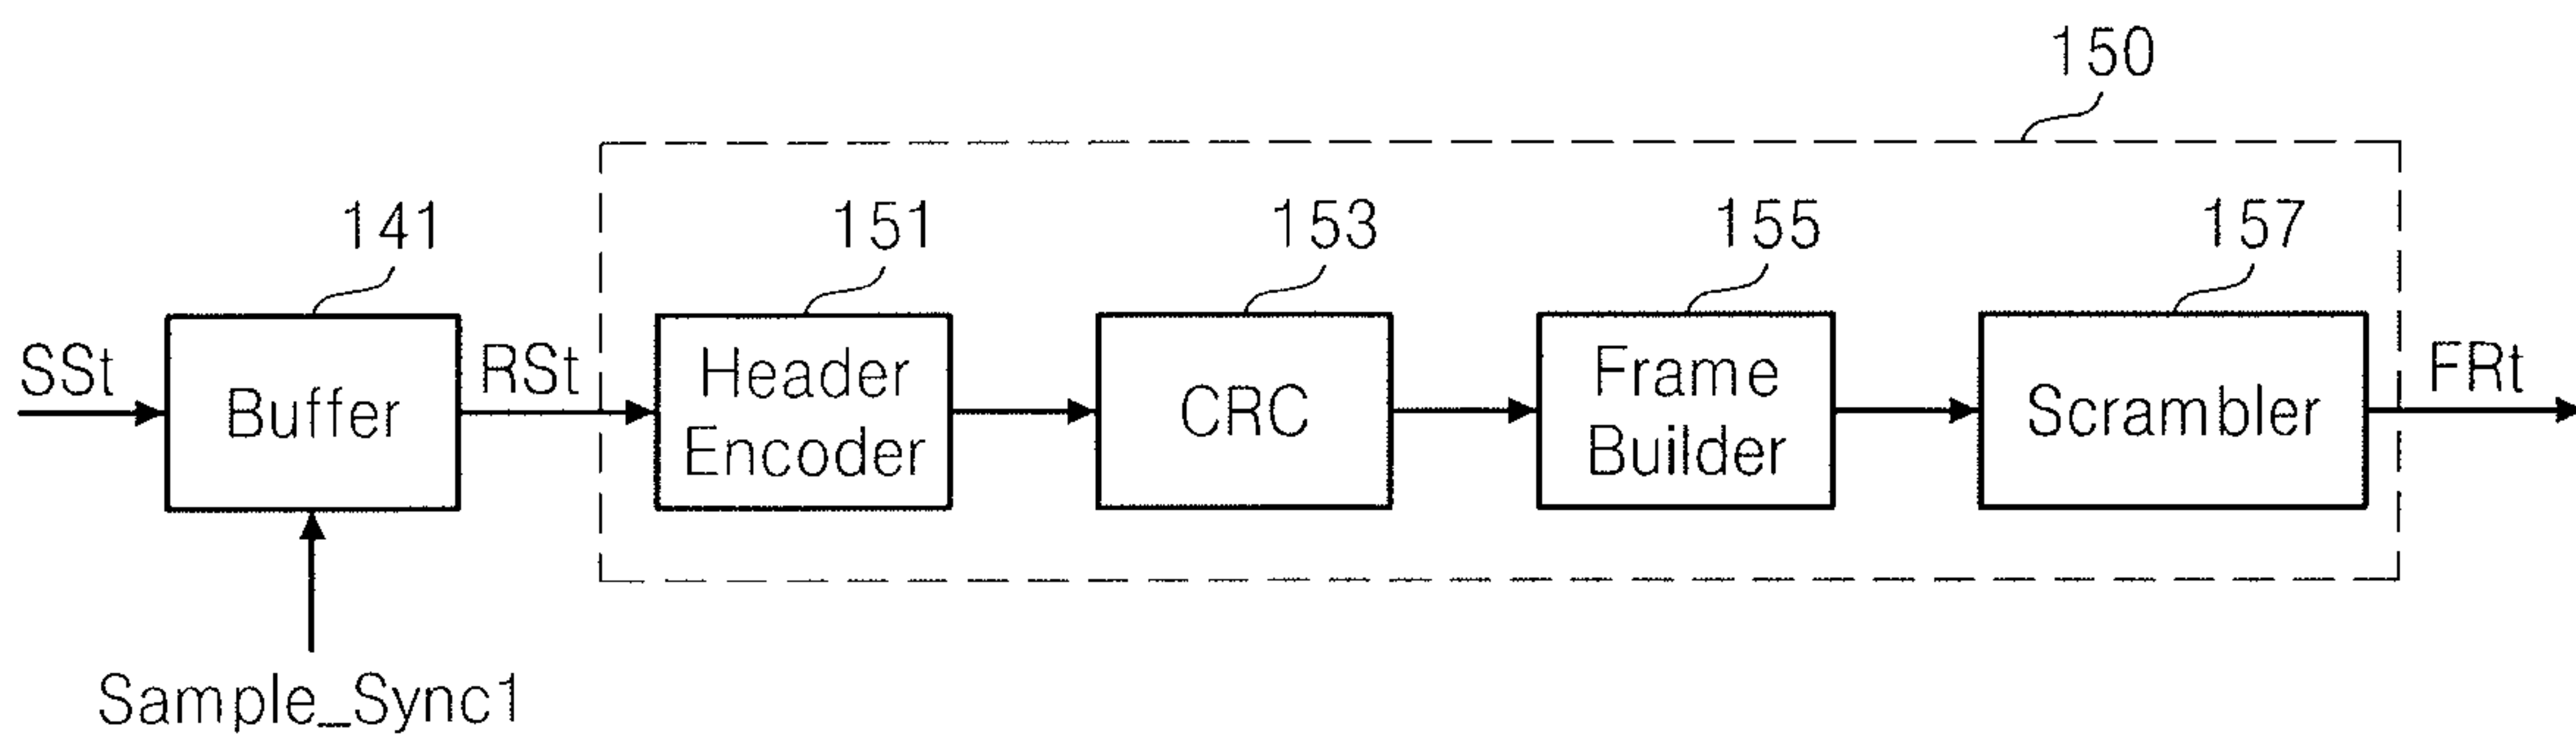 150
141
151
153
155
157
SSt
Buffer
RSt
Header
Encoder
CRC
Frame
Builder
Scrambler
FRt
Sample_Sync1